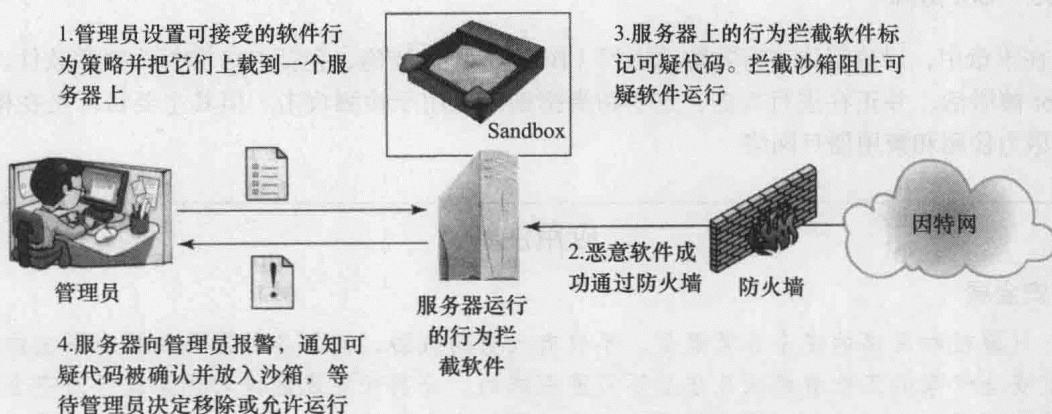 1.管理员设置可接受的软件行
为策略并把它们上载到一个服
务器上
Sandbox
3.服务器上的行为拦截软件标
记可疑代码。拦截沙箱阻止可
疑软件运行
因特网
2.恶意软件成
功通过防火墙
防火墙
管理员
服务器运行
的行为拦
截软件
4.服务器向管理员报警，通知可
疑代码被确认并放入沙箱，等
待管理员决定移除或允许运行